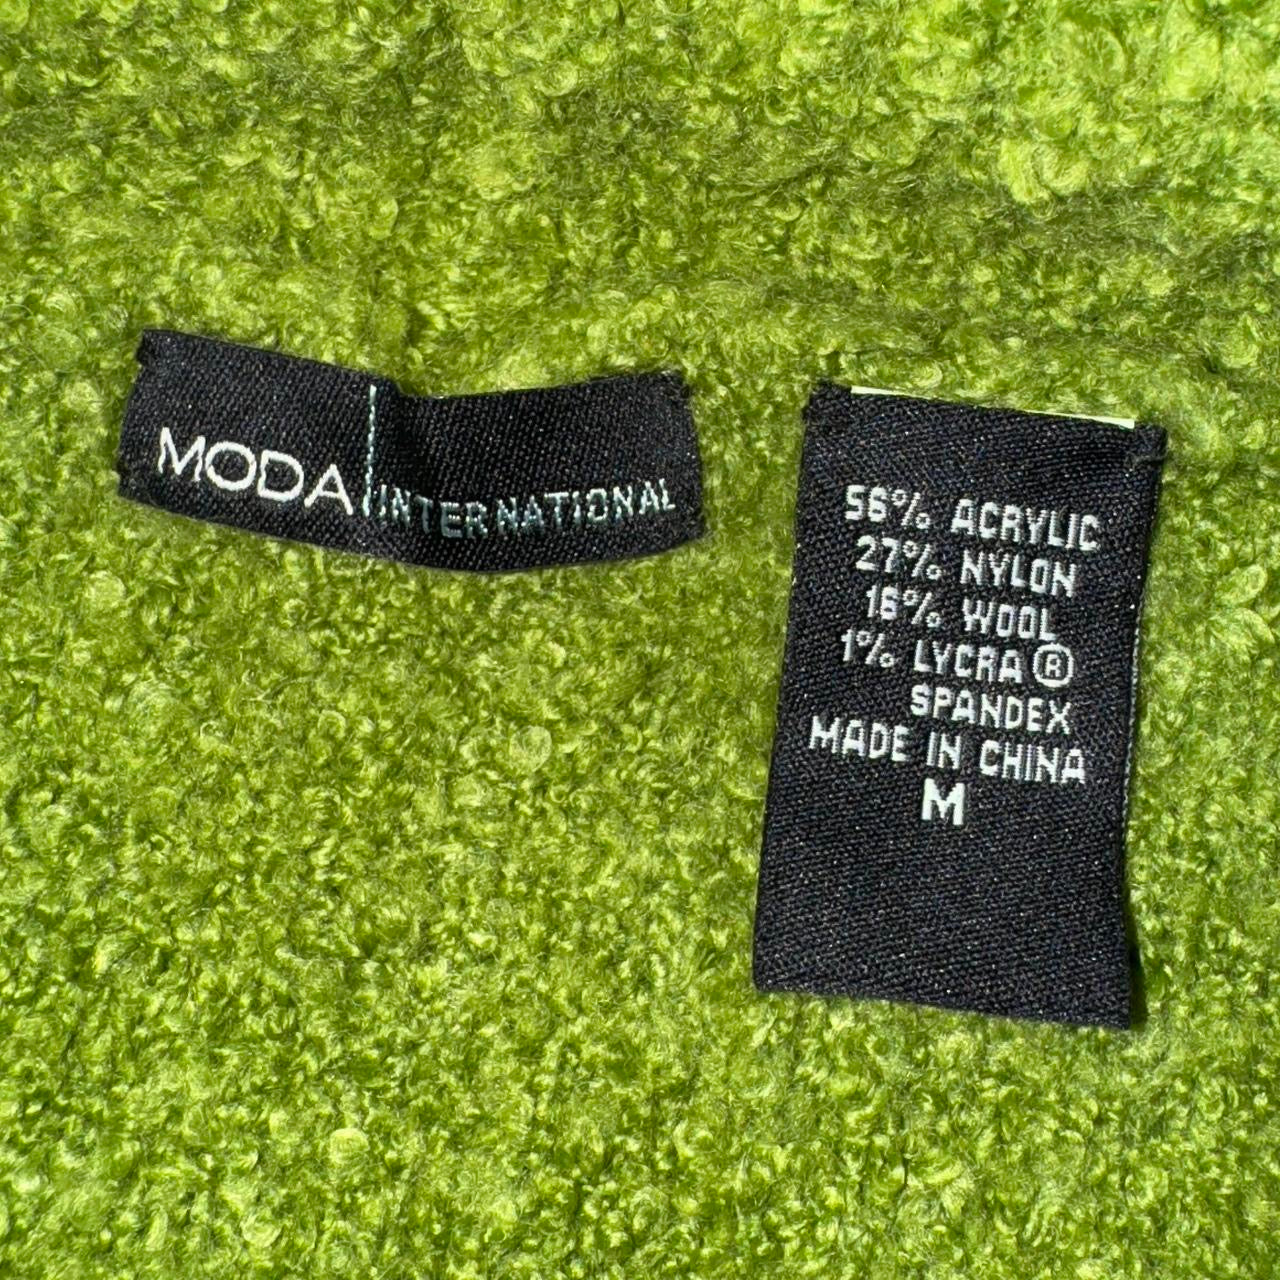 MODA INTERNATIONAL
56% ACRYLIC
27% NYLON
16% WOOL
1% LYCRA®
SPANDEX
MADE IN CHINA
M